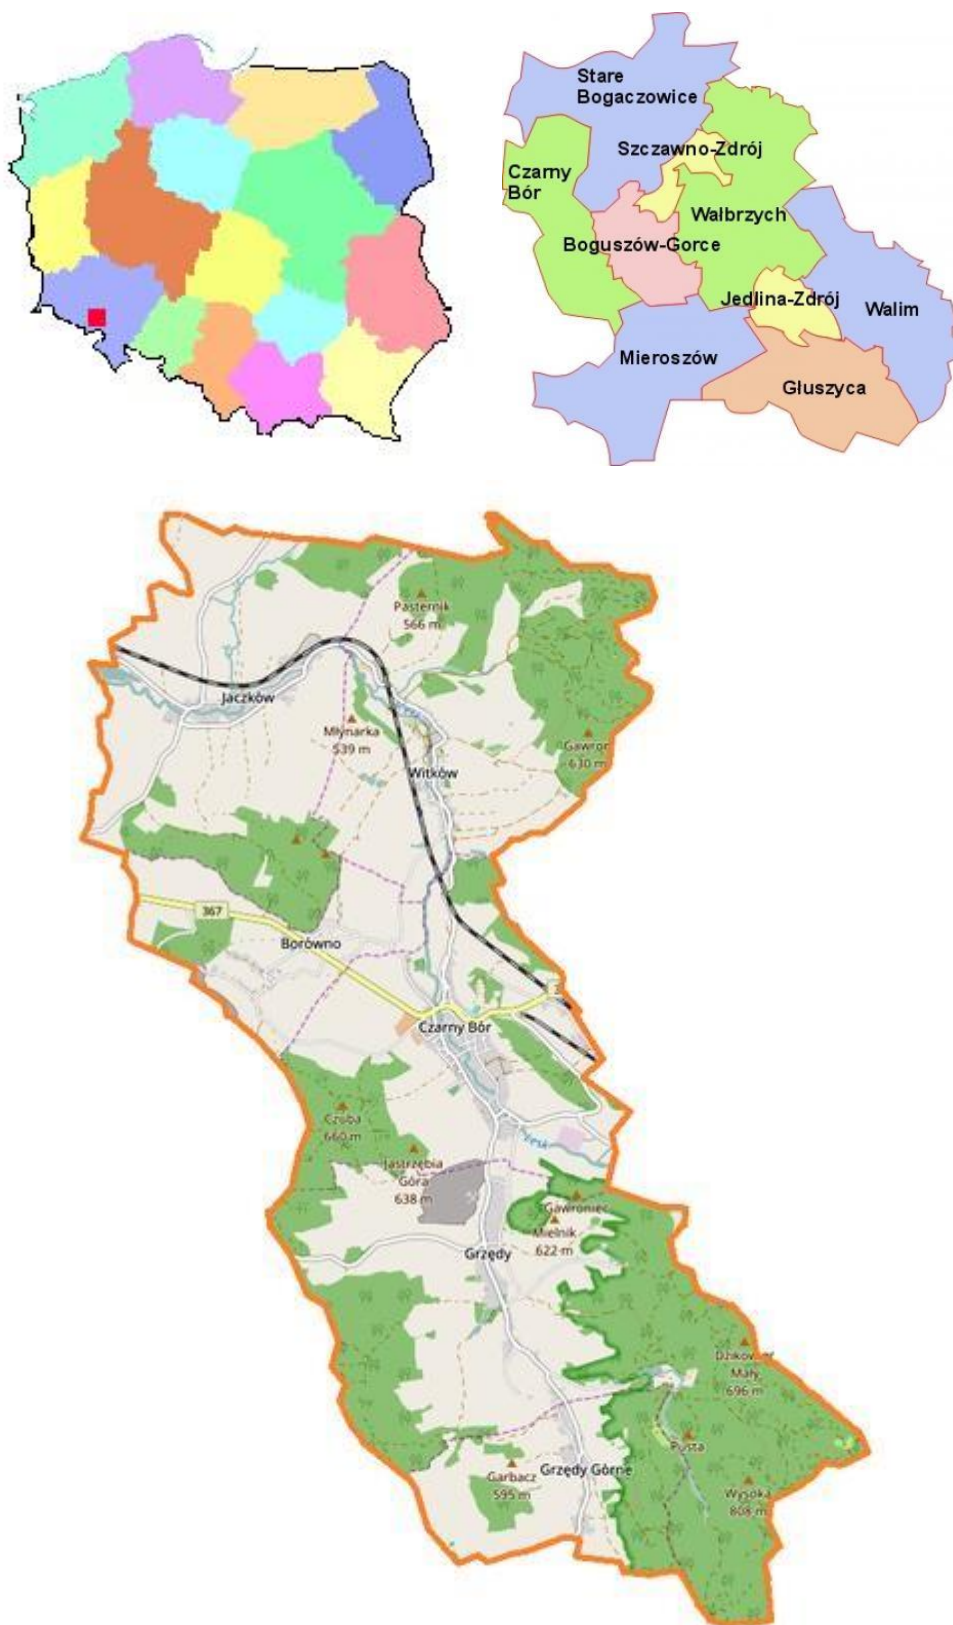 Stare
Bogaczowice
Szczawno-Zdrój
Czarny
Bór
Wałbrzych
Boguszów-Gorce
Jedlina-Zdrój
Walim
Mieroszów
Głuszyca
Pasternik
566 m
Jaczków
Młynarka
539 m
Gawron
630 m
Witków
367
Borówno
Czarny Bór
Czuba
660 m
Lesk
Jastrzębia
Góra
638 m
Gawroniec
Mielnik
622 m
Grzędy
Dzikowiec
Mały
696 m
Pusta
Garbacz
595 m
Grzędy Górne
Wysoka
808 m